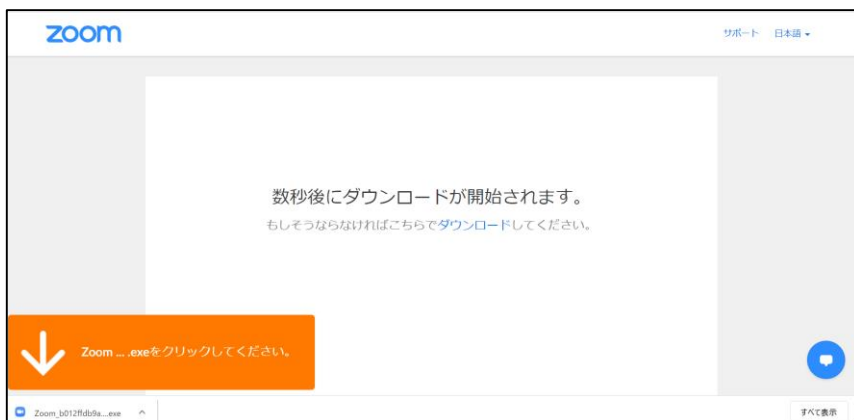 zoom
サポート 日本語
数秒後にダウンロードが開始されます。
もしそうならなければこちらでダウンロードしてください。
Zoom ... .exeをクリックしてください。
Zoom_b012ffdb9a....exe
すべて表示